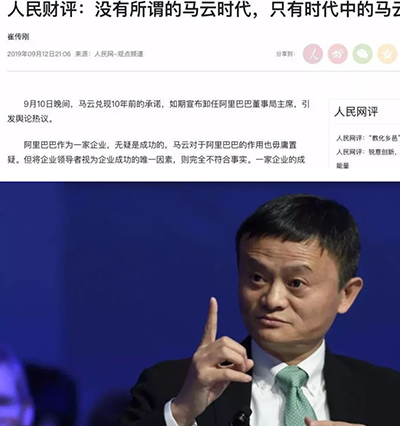 人民财评：没有所谓的马云时代，只有时代中的马云
崔传刚
2019年09月12日21:06 来源：人民网-观点频道
分享到：
人
9月10日晚间，马云兑现10年前的承诺，如期宣布卸任阿里巴巴董事局主席，引
发舆论热议。
阿里巴巴作为一家企业，无疑是成功的，马云对于阿里巴巴的作用也毋庸置
疑。但将企业领导者视为企业成功的唯一因素，则完全不符合事实。一家企业的成
人民网评
人民网评：“教化乡邑”
人民网评：锐意创新，
能量